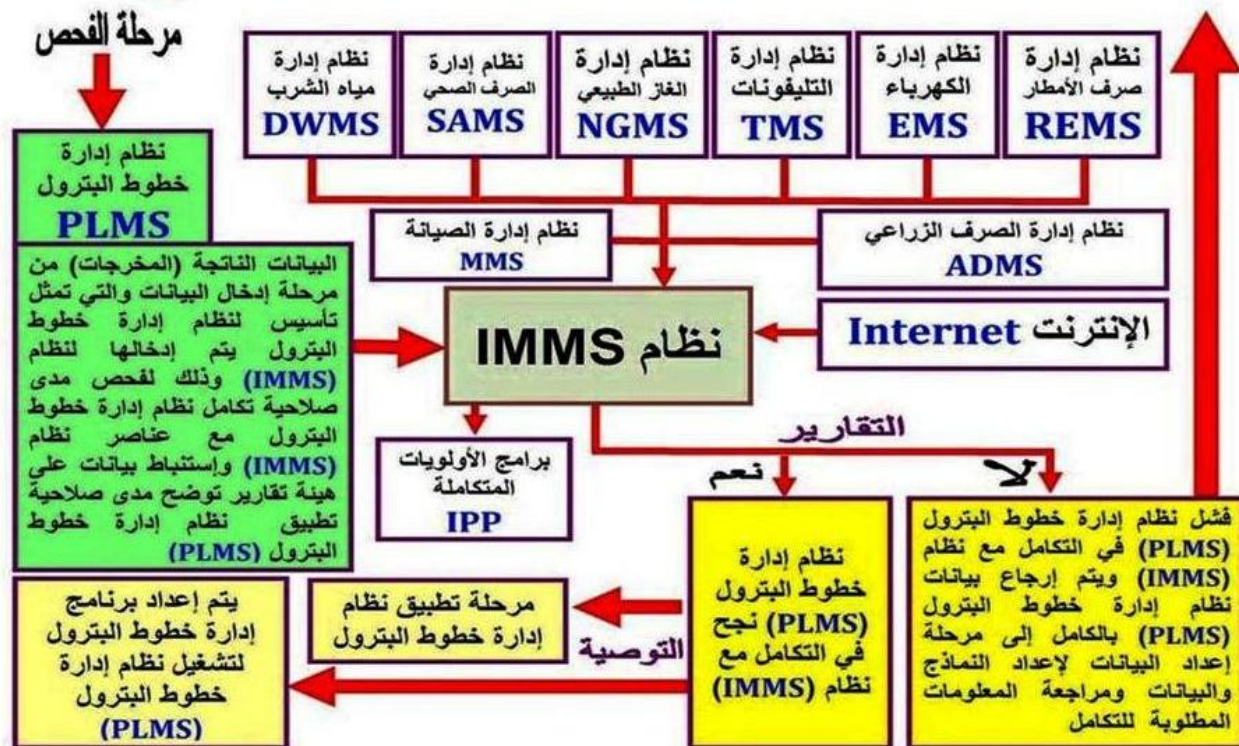 مرحلة الفحص
نظام إدارة
مياه الشرب
DWMS
نظام إدارة
الصرف الصحي
SAMS
نظام إدارة
الغاز الطبيعي
NGMS
نظام إدارة
التليفونات
TMS
نظام إدارة
الكهرباء
EMS
نظام إدارة
صرف الأمطار
REMS
نظام إدارة
خطوط البترول
PLMS
نظام إدارة الصيانة
MMS
نظام إدارة الصرف الزراعي
ADMS
البيانات الناتجة (المخرجات) من
مرحلة إدخال البيانات والتي تمثل
تأسيس لنظام إدارة خطوط
البترول يتم إدخالها لنظام
(IMMS) وذلك لفحص مدى
صلاحية تكامل نظام إدارة خطوط
البترول مع عناصر نظام
(IMMS) وإستنباط بيانات على
هيئة تقارير توضح مدى صلاحية
تطبيق نظام إدارة خطوط
البترول (PLMS)
نظام IMMS
الإنترنت Internet
برامج الأولويات
المتكاملة
IPP
التقارير
نعم
لا
نظام إدارة
خطوط البترول
(PLMS) نجح
في التكامل مع
نظام (IMMS)
فشل نظام إدارة خطوط البترول
(PLMS) في التكامل مع نظام
(IMMS) ويتم إرجاع بيانات
نظام إدارة خطوط البترول
(PLMS) بالكامل إلى مرحلة
إعداد البيانات لإعداد النماذج
والبيانات ومراجعة المعلومات
المطلوبة للتكامل
مرحلة تطبيق نظام
إدارة خطوط البترول
التوصية
يتم إعداد برنامج
إدارة خطوط البترول
لتشغيل نظام إدارة
خطوط البترول
(PLMS)